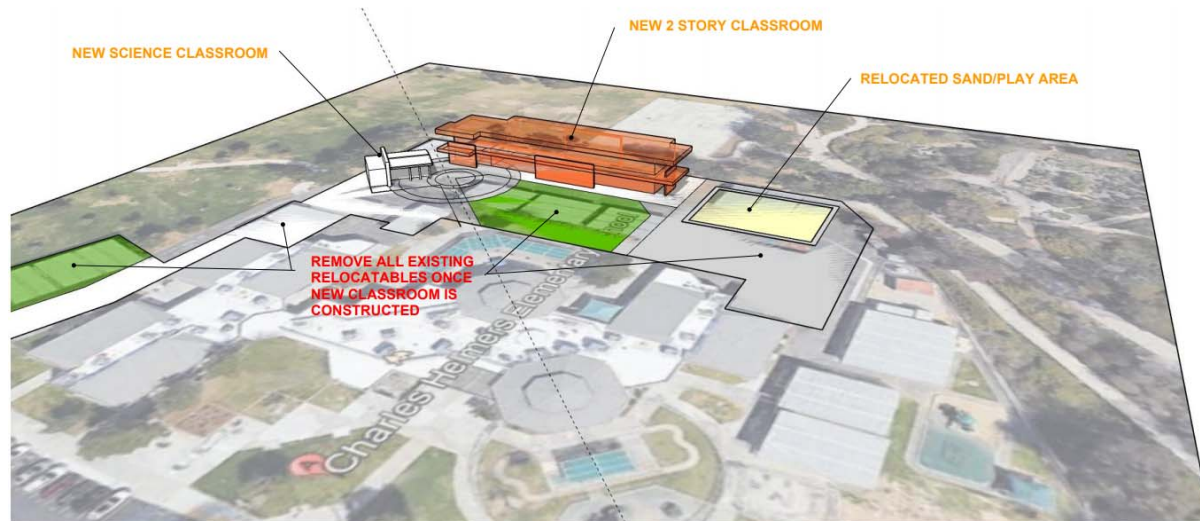 NEW 2 STORY CLASSROOM
NEW SCIENCE CLASSROOM
RELOCATED SAND/PLAY AREA
REMOVE ALL EXISTING
RELOCATABLES ONCE
NEW CLASSROOM IS
CONSTRUCTED
Charles Helmers Elementary